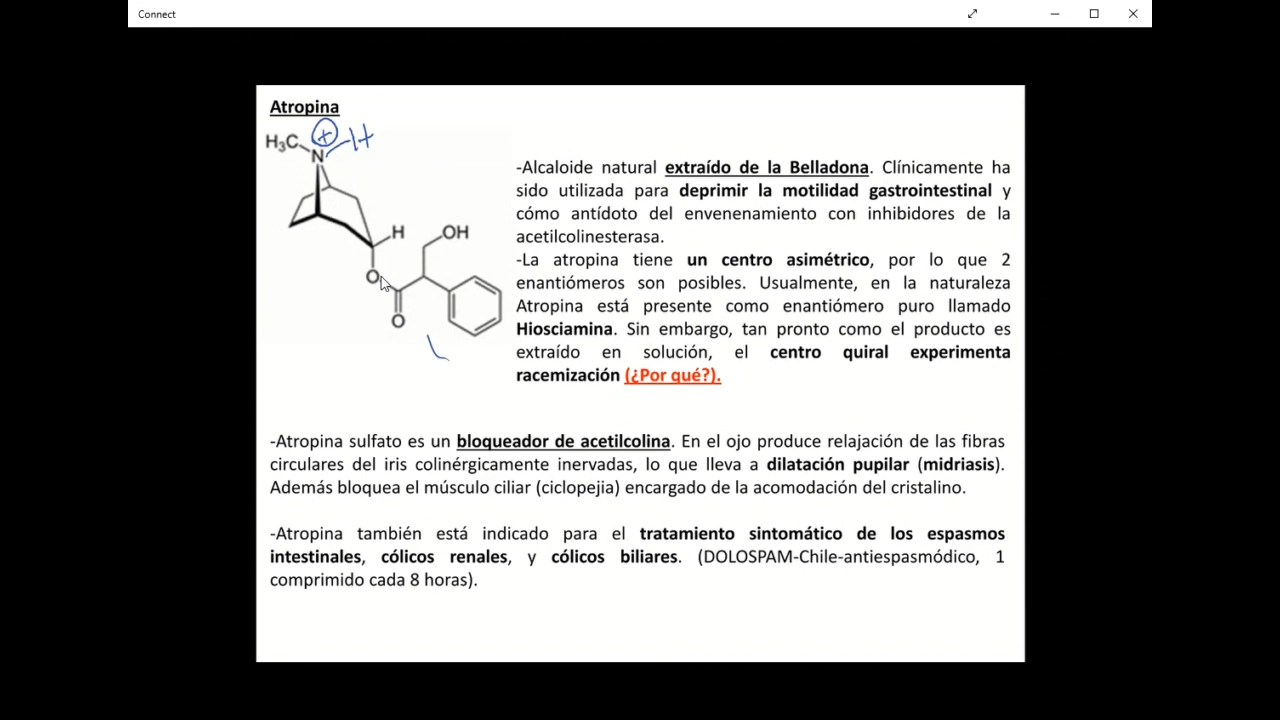 Connect
Atropina
+
H
H₃C
N
-Alcaloide natural extraído de la Belladona. Clínicamente ha
sido utilizada para deprimir la motilidad gastrointestinal y
cómo antídoto del envenenamiento con inhibidores de la
acetilcolinesterasa.
H
OH
O
O
-La atropina tiene un centro asimétrico, por lo que 2
enantiómeros son posibles. Usualmente, en la naturaleza
Atropina está presente como enantiómero puro llamado
Hiosciamina. Sin embargo, tan pronto como el producto es
extraído en solución, el centro quiral experimenta
racemización (¿Por qué?).
-Atropina sulfato es un bloqueador de acetilcolina. En el ojo produce relajación de las fibras
circulares del iris colinérgicamente inervadas, lo que lleva a dilatación pupilar (midriasis).
Además bloquea el músculo ciliar (ciclopejia) encargado de la acomodación del cristalino.
-Atropina también está indicado para el tratamiento sintomático de los espasmos
intestinales, cólicos renales, y cólicos biliares. (DOLOSPAM-Chile-antiespasmódico, 1
comprimido cada 8 horas).